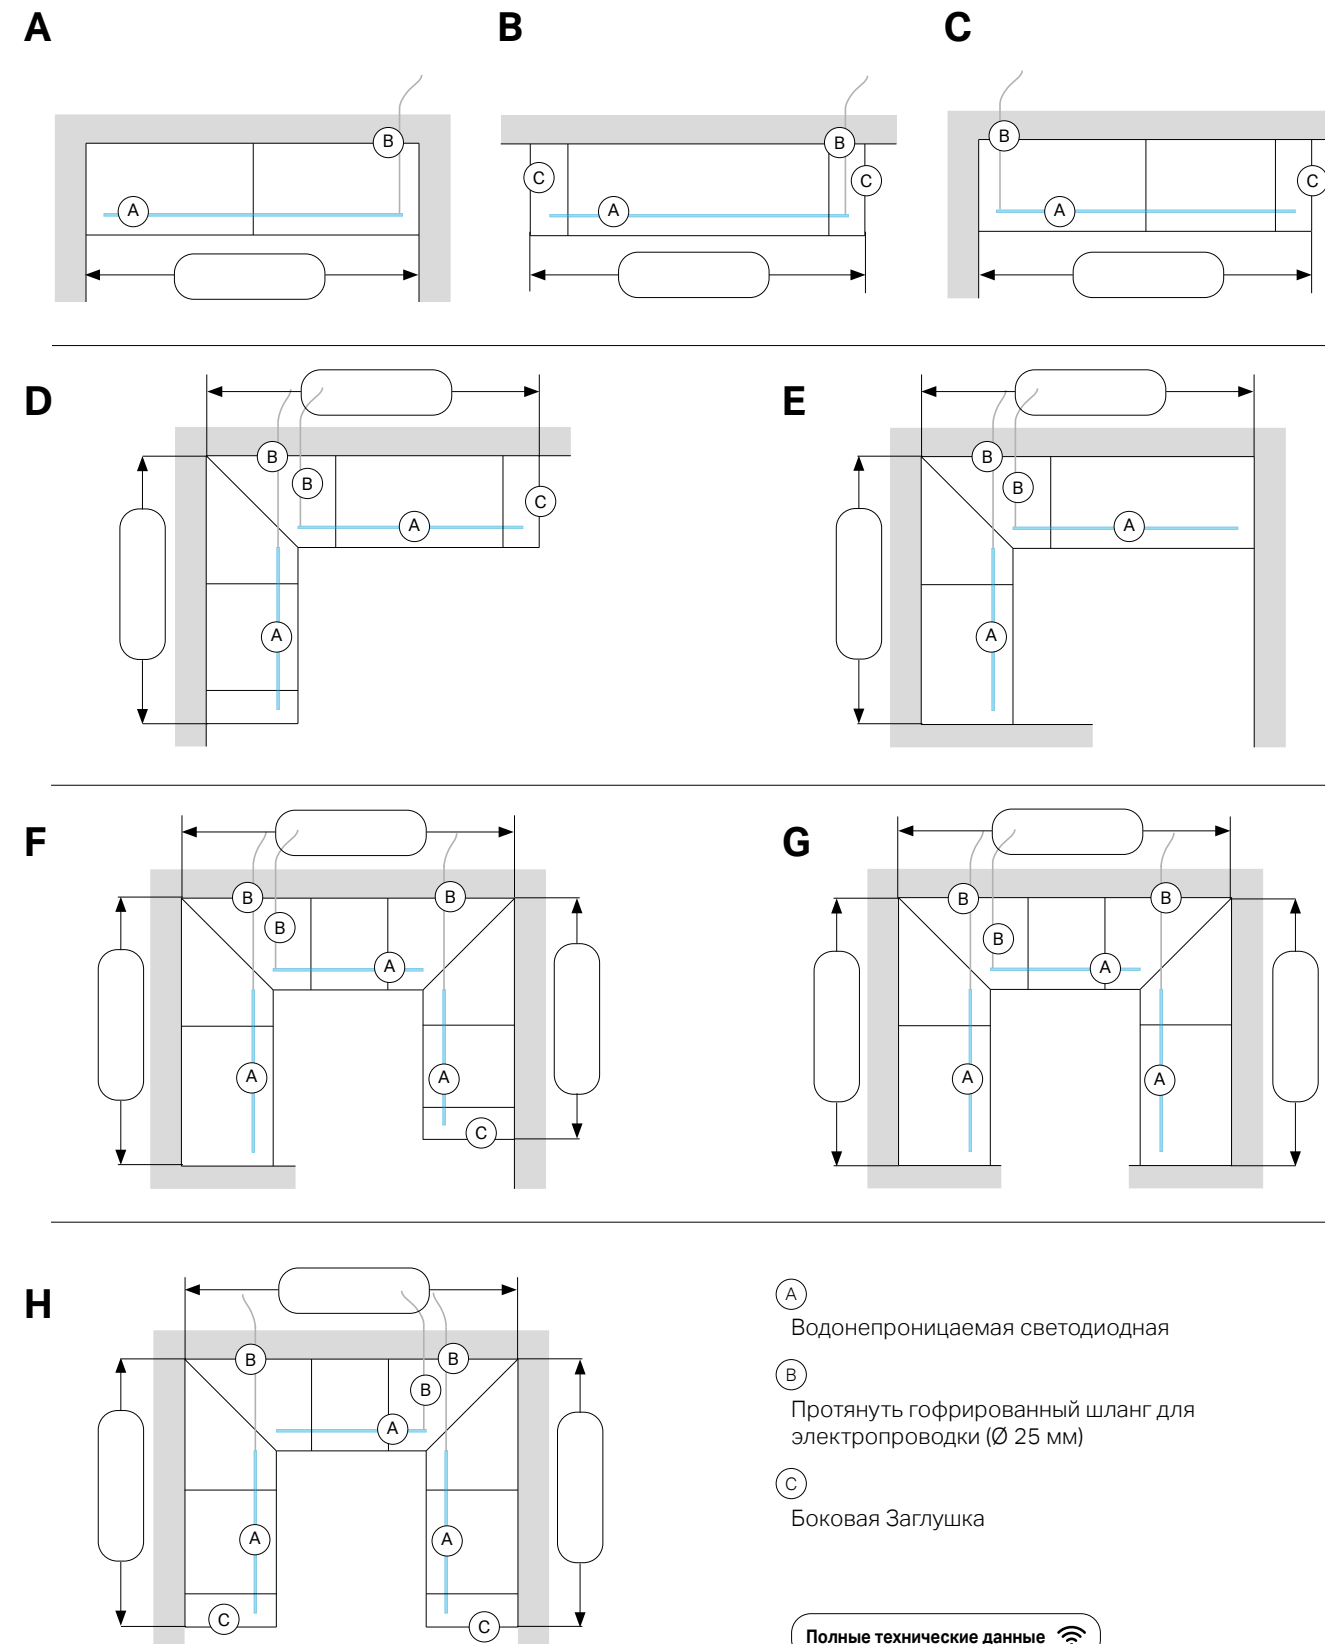 A
B
C
B
A
B
C
C
A
B
C
A
D
E
B
B
C
A
A
B
B
A
A
F
G
B
B
B
A
A
A
C
B
B
B
A
A
A
H
B
B
B
A
A
A
C
C
A
Водонепроницаемая светодиодная
B
Протянуть гофрированный шланг для
электропроводки (Ø 25 мм)
C
Боковая Заглушка
Полные технические данные